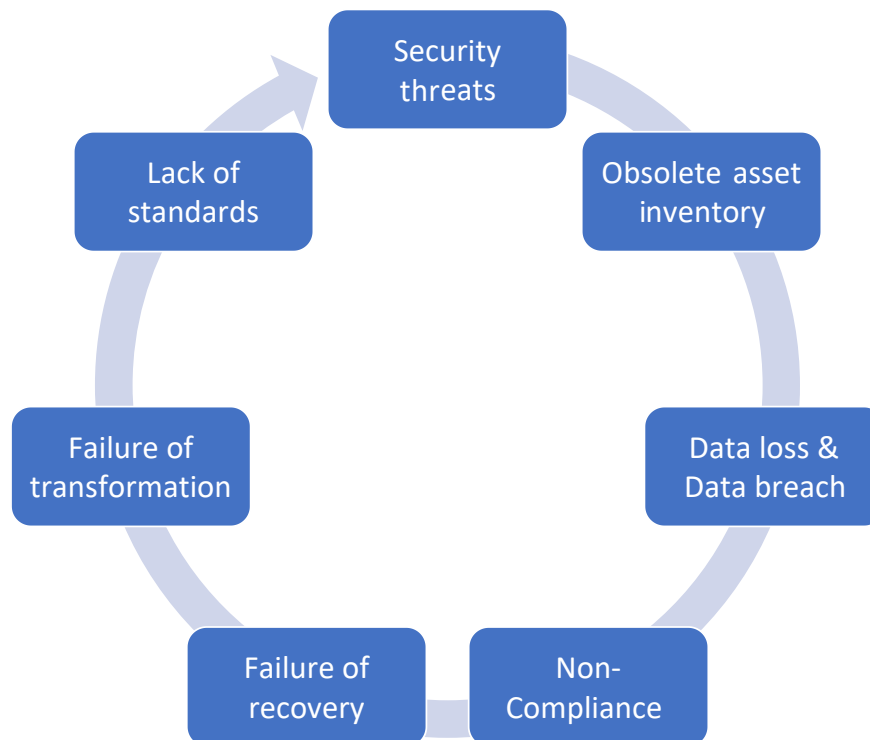 Security
threats
Obsolete asset
inventory
Data loss &
Data breach
Non-
Compliance
Failure of
recovery
Failure of
transformation
Lack of
standards